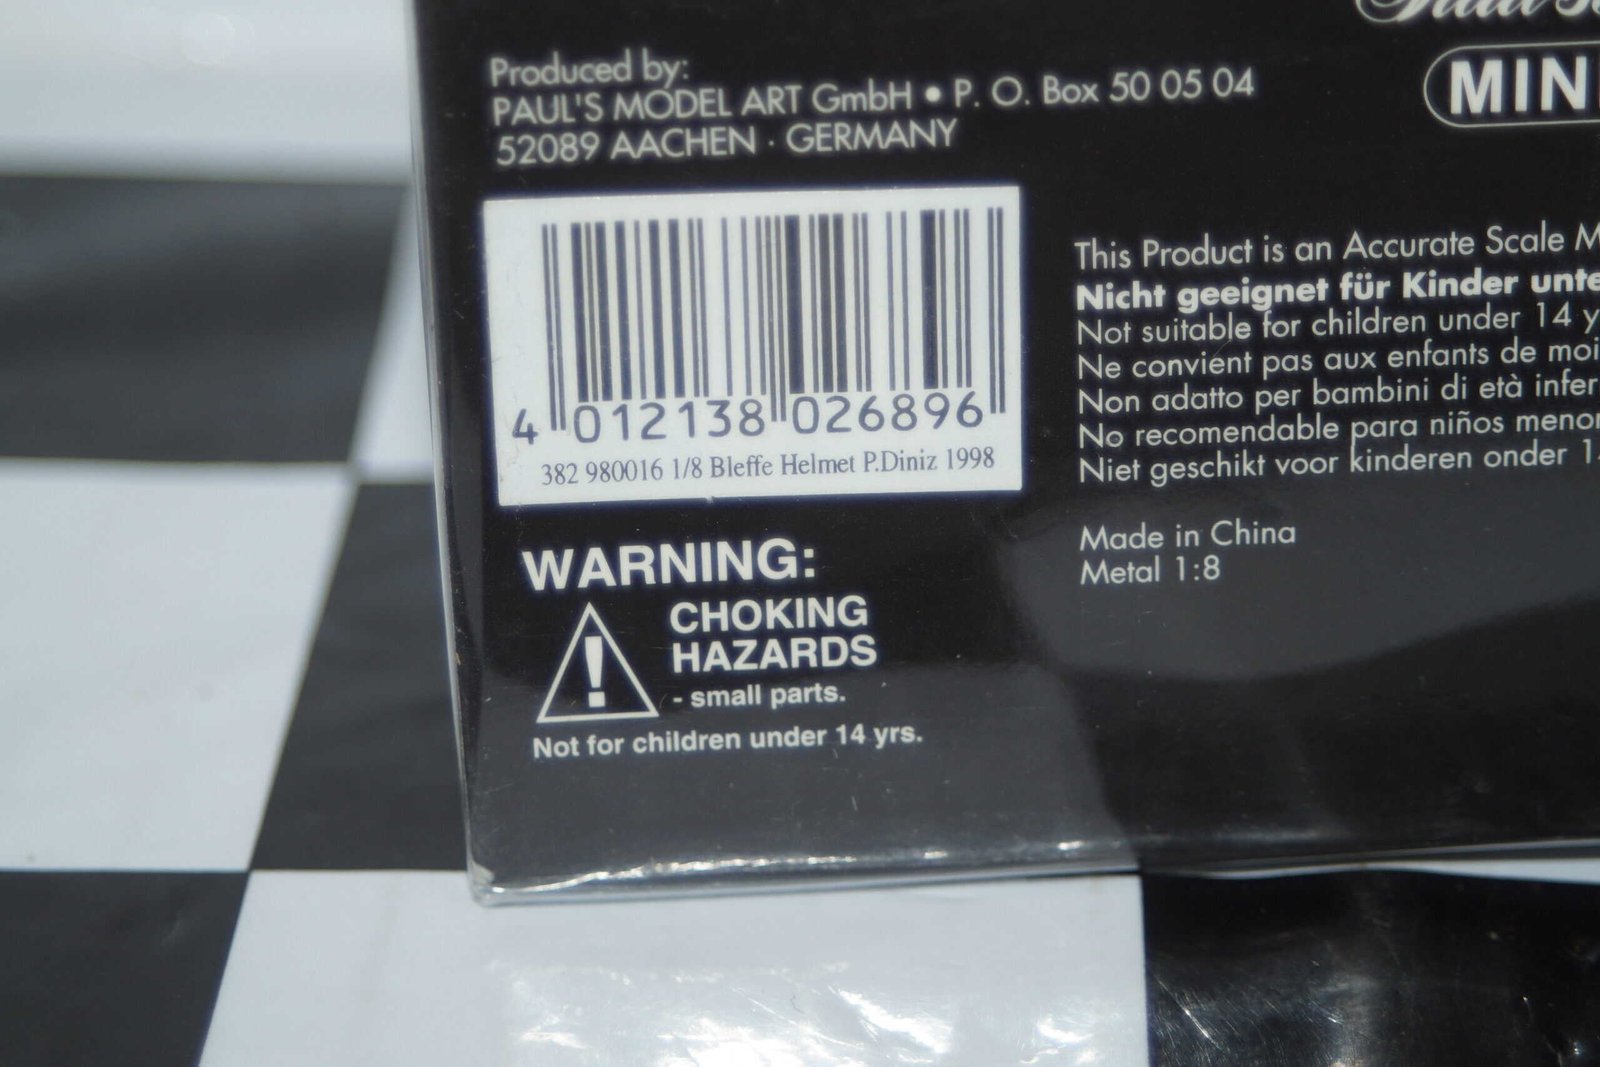 Produced by:
PAUL'S MODEL ART GmbH • P. O. Box 50 05 04
52089 AACHEN · GERMANY
MIN
4 012138 026896
382 980016 1/8 Bleffe Helmet P.Diniz 1998
WARNING:
CHOKING
HAZARDS
- small parts.
Not for children under 14 yrs.
This Product is an Accurate Scale M
Nicht geeignet für Kinder unte
Not suitable for children under 14 y
Ne convient pas aux enfants de moi
Non adatto per bambini di età infer
No recomendable para niños menor
Niet geschikt voor kinderen onder 1
Made in China
Metal 1:8